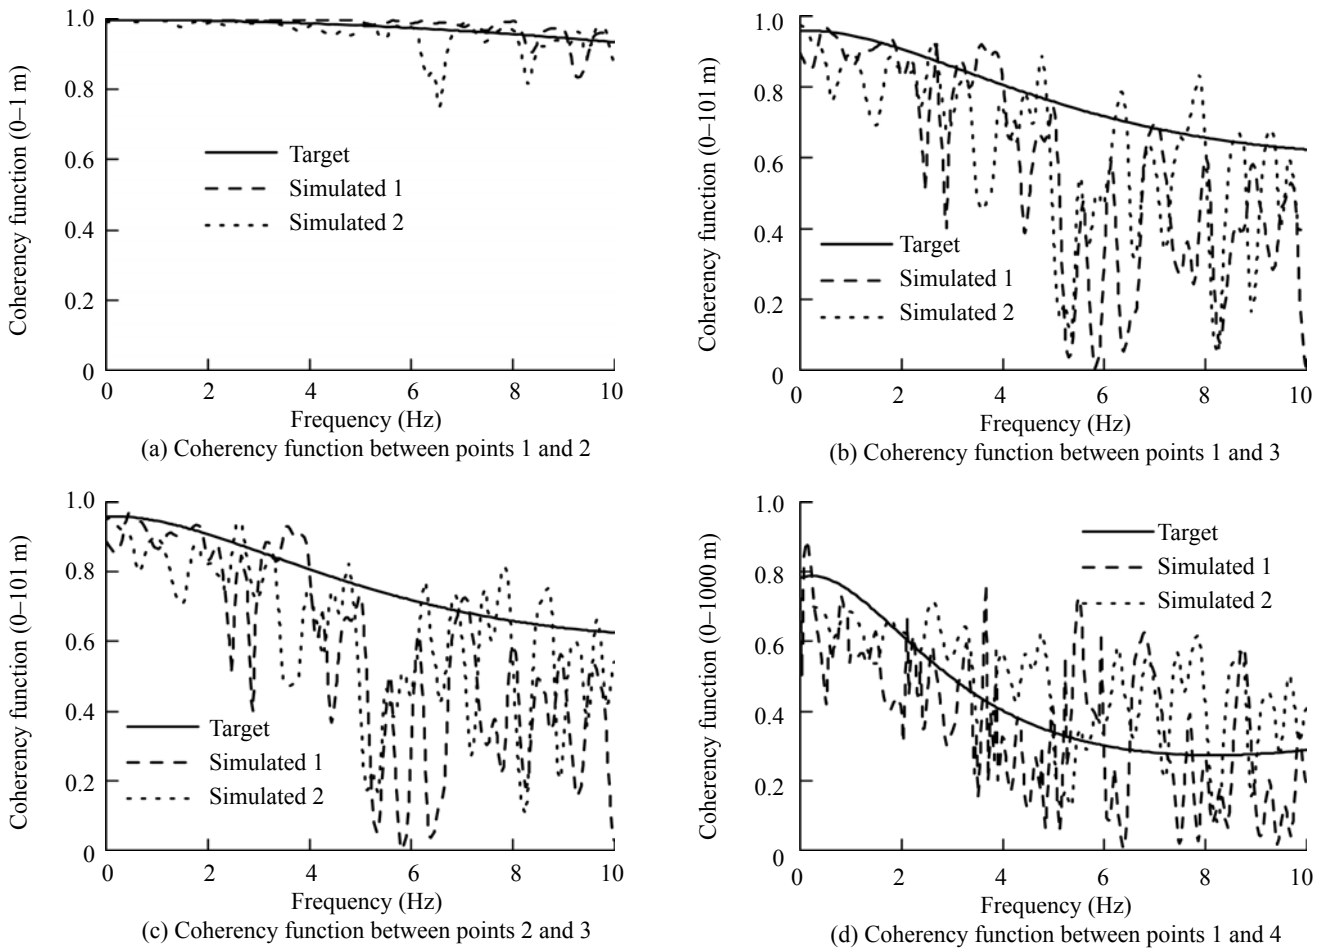 Coherency function (0–1 m)
1.0
0.8
0.6
0.4
0.2
0
Target
Simulated 1
Simulated 2
0 2 4 6 8 10
Frequency (Hz)
(a) Coherency function between points 1 and 2
Coherency function (0–101 m)
1.0
0.8
0.6
0.4
0.2
0
Target
Simulated 1
Simulated 2
0 2 4 6 8 10
Frequency (Hz)
(b) Coherency function between points 1 and 3
Coherency function (0–101 m)
1.0
0.8
0.6
0.4
0.2
0
Target
Simulated 1
Simulated 2
0 2 4 6 8 10
Frequency (Hz)
(c) Coherency function between points 2 and 3
Coherency function (0–1000 m)
1.0
0.8
0.6
0.4
0.2
0
Target
Simulated 1
Simulated 2
0 2 4 6 8 10
Frequency (Hz)
(d) Coherency function between points 1 and 4